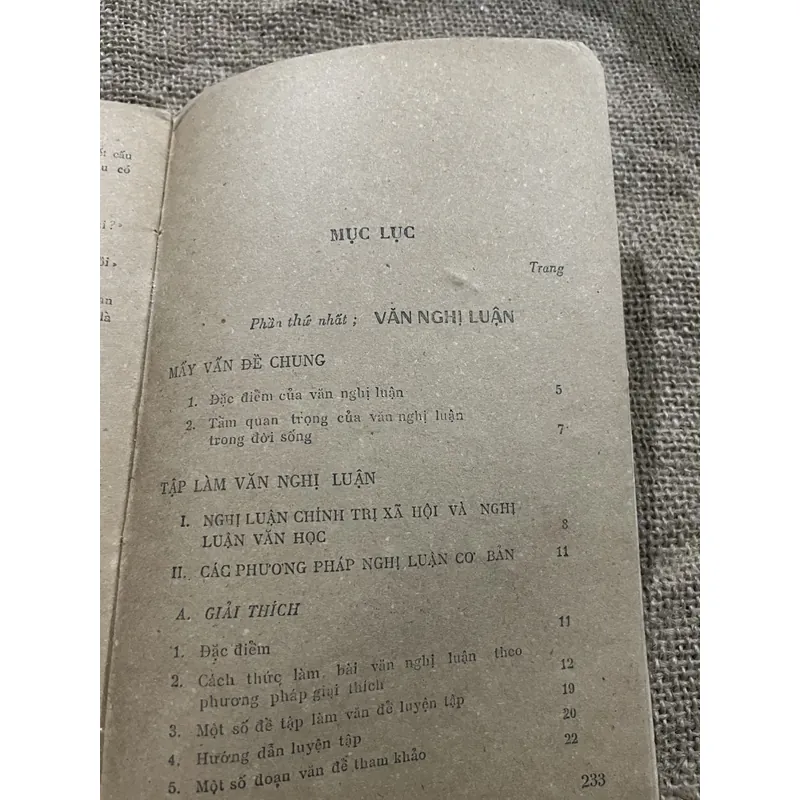 cấu
có
i?»
ôi»
là
MỤC LỤC
Trang
Phần thứ nhất ; VĂN NGHỊ LUẬN
MẤY VẤN ĐỀ CHUNG
1. Đặc điểm của văn nghị luận 5
2. Tầm quan trọng của văn nghị luận
trong đời sống 7
TẬP LÀM VĂN NGHỊ LUẬN
I. NGHỊ LUẬN CHÍNH TRỊ XÃ HỘI VÀ NGHỊ
LUẬN VĂN HỌC 8
II. CÁC PHƯƠNG PHÁP NGHỊ LUẬN CƠ BẢN 11
A. GIẢI THÍCH
1. Đặc điểm 11
2. Cách thức làm bài văn nghị luận theo
phương pháp giải thích 12
3. Một số đề tập làm văn để luyện tập 19
4. Hướng dẫn luyện tập 20
5. Một số đoạn văn để tham khảo 22
233